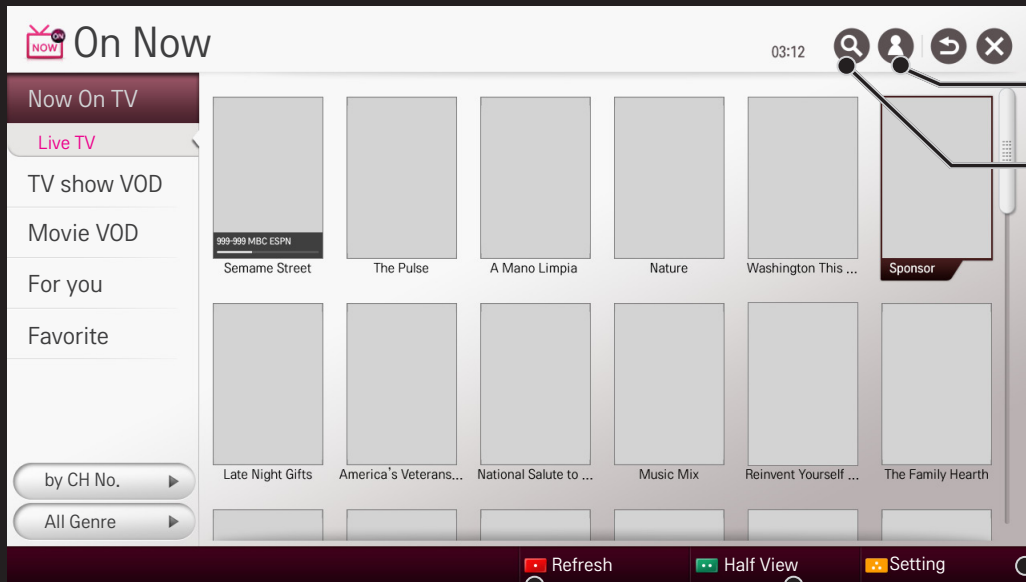 NOW ON On Now
03:12
Now On TV
Live TV
TV show VOD
Movie VOD
For you
Favorite
by CH No.
All Genre
999-999 MBC ESPN
Semame Street
The Pulse
A Mano Limpia
Nature
Washington This ...
Sponsor
Late Night Gifts
America's Veterans...
National Salute to ...
Music Mix
Reinvent Yourself ...
The Family Hearth
Refresh
Half View
Setting